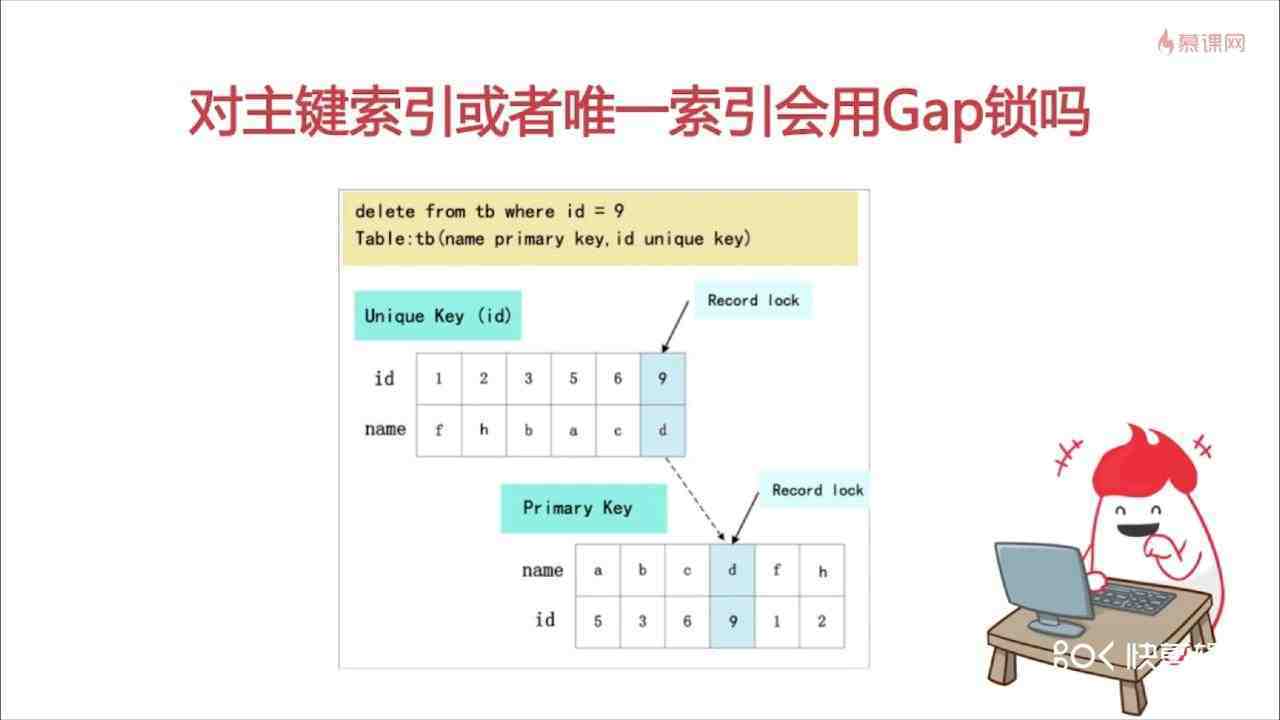 慕课网
对主键索引或者唯一索引会用Gap锁吗
delete from tb where id = 9
Table:tb(name primary key,id unique key)
Record lock
Unique Key (id)
id 1 2 3 5 6 9
name f h b a c d
Record lock
Primary Key
name a b c d f h
id 5 3 6 9 1 2